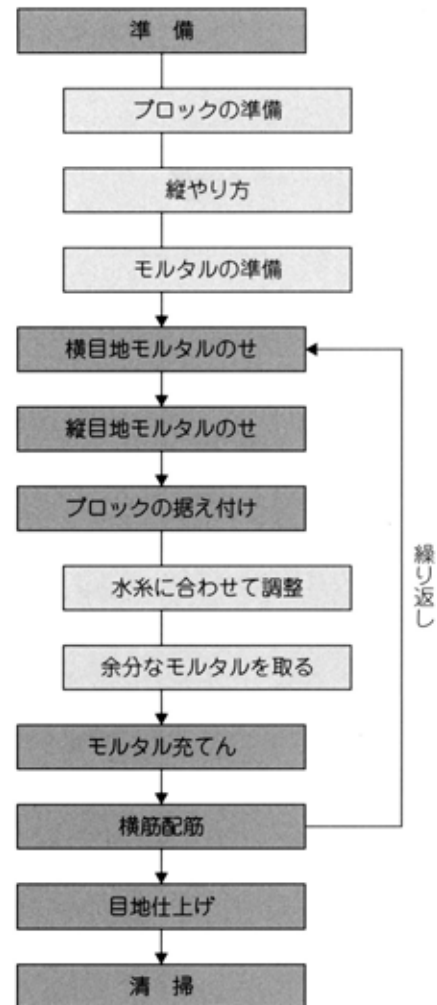 準 備
ブロックの準備
縦やり方
モルタルの準備
横目地モルタルのせ
縦目地モルタルのせ
ブロックの据え付け
水糸に合わせて調整
余分なモルタルを取る
モルタル充てん
横筋配筋
繰り返し
目地仕上げ
清 掃